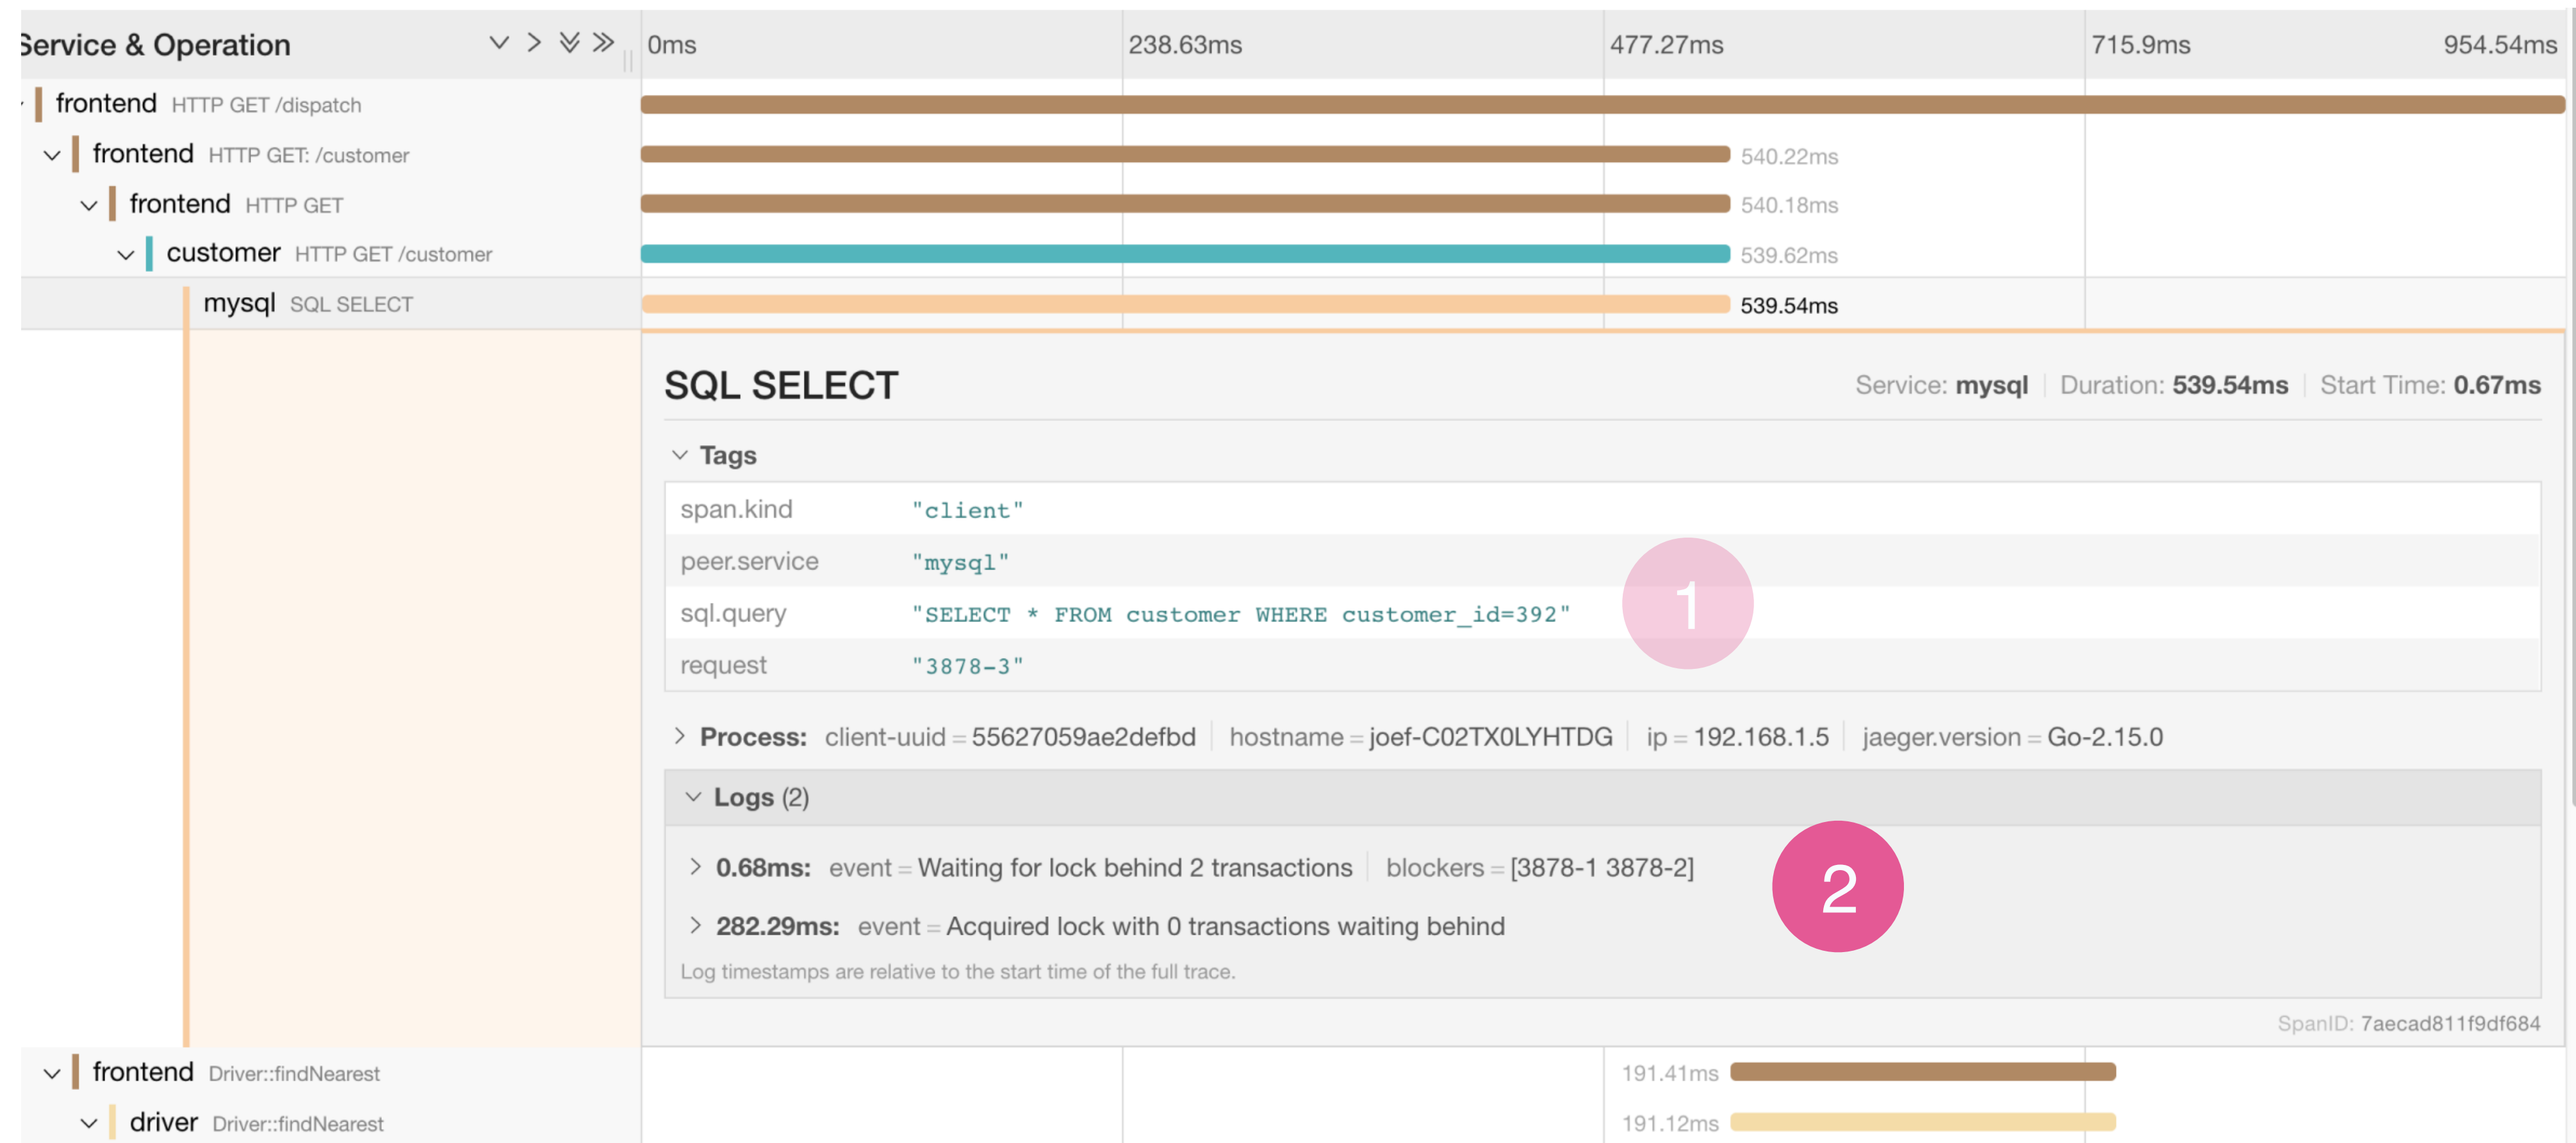 Service & Operation 0ms 238.63ms 477.27ms 715.9ms 954.54ms
frontend HTTP GET /dispatch
frontend HTTP GET: /customer 540.22ms
frontend HTTP GET 540.18ms
customer HTTP GET /customer 539.62ms
mysql SQL SELECT 539.54ms
SQL SELECT Service: mysql Duration: 539.54ms Start Time: 0.67ms
Tags
span.kind "client"
peer.service "mysql"
sql.query "SELECT * FROM customer WHERE customer_id=392"
1
request "3878-3"
Process: client-uuid = 55627059ae2defbd hostname = joef-C02TX0LYHTDG ip = 192.168.1.5 jaeger.version = Go-2.15.0
Logs (2)
0.68ms: event = Waiting for lock behind 2 transactions blockers = [3878-1 3878-2]
2
282.29ms: event = Acquired lock with 0 transactions waiting behind
Log timestamps are relative to the start time of the full trace.
SpanID: 7aecad811f9df684
frontend Driver::findNearest 191.41ms
driver Driver::findNearest 191.12ms